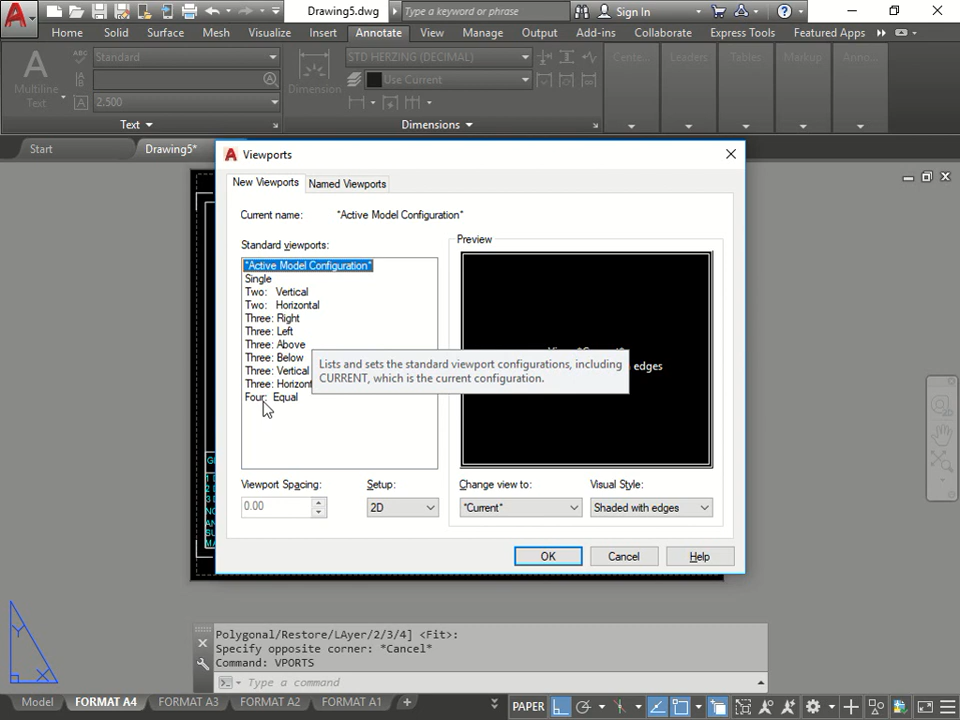 Drawing5.dwg
Type a keyword or phrase
Sign In
Home Solid Surface Mesh Visualize Insert Annotate View Manage Output Add-ins Collaborate Express Tools Featured Apps
Multiline Text
Standard
2.500
Dimension
STD HERZING (DECIMAL)
Use Current
Cente... Leaders Tables Markup Anno...
Text Dimensions
Start Drawing5*
Viewports
New Viewports Named Viewports
Current name: *Active Model Configuration*
Standard viewports:
*Active Model Configuration*
Single
Two: Vertical
Two: Horizontal
Three: Right
Three: Left
Three: Above
Three: Below
Three: Vertical
Four: Equal
Preview
edges
Lists and sets the standard viewport configurations, including
CURRENT, which is the current configuration.
Viewport Spacing: Setup: Change view to: Visual Style:
0.00 2D *Current* Shaded with edges
OK Cancel Help
Polygonal/Restore/LAyer/2/3/4] <Fit>:
Specify opposite corner: *Cancel*
Command: VPORTS
Type a command
Y
X
Model FORMAT A4 FORMAT A3 FORMAT A2 FORMAT A1 PAPER